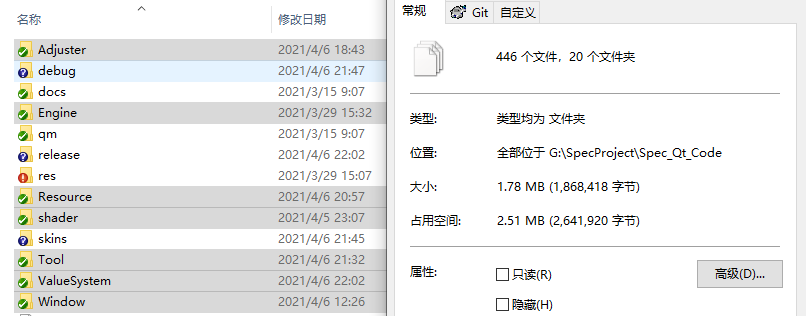 名称 修改日期
Adjuster 2021/4/6 18:43
debug 2021/4/6 21:47
docs 2021/3/15 9:07
Engine 2021/3/29 15:32
qm 2021/3/15 9:07
release 2021/4/6 22:02
res 2021/3/29 15:07
Resource 2021/4/6 20:57
shader 2021/4/5 23:07
skins 2021/4/6 21:45
Tool 2021/4/6 21:32
ValueSystem 2021/4/6 22:02
Window 2021/4/6 12:26
常规 Git 自定义
446 个文件，20 个文件夹
类型: 类型均为 文件夹
位置: 全部位于 G:\SpecProject\Spec_Qt_Code
大小: 1.78 MB (1,868,418 字节)
占用空间: 2.51 MB (2,641,920 字节)
属性: 只读(R) 高级(D)...
隐藏(H)